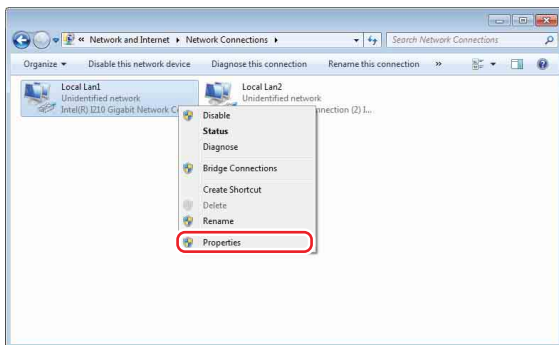 « Network and Internet ▸ Network Connections ▸
Search Network Connections
Organize ▾ Disable this network device Diagnose this connection Rename this connection »
Local Lan1
Unidentified network
Intel(R) I210 Gigabit Network C
Local Lan2
Unidentified network
nnection (2) I...
Disable
Status
Diagnose
Bridge Connections
Create Shortcut
Delete
Rename
Properties